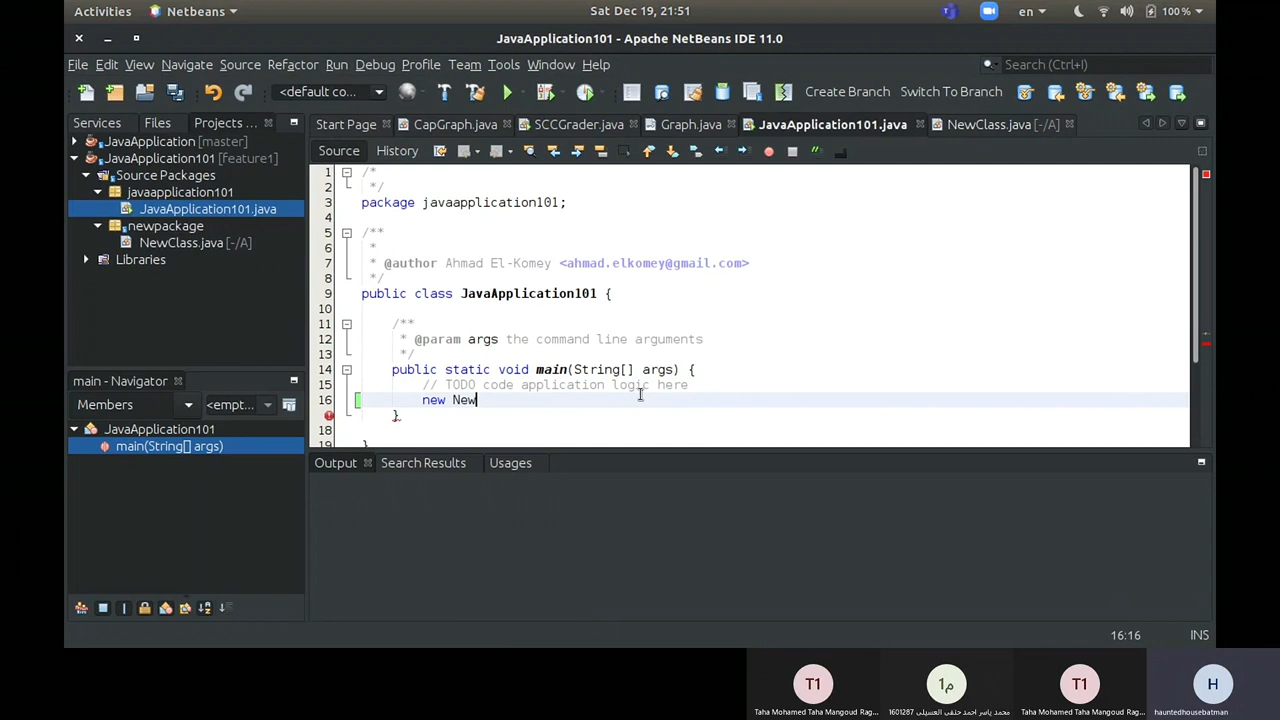 Activities
Netbeans
Sat Dec 19, 21:51
en
100 %
JavaApplication101 - Apache NetBeans IDE 11.0
File Edit View Navigate Source Refactor Run Debug Profile Team Tools Window Help
Search (Ctrl+I)
<default co...
Create Branch
Switch To Branch
Services
Files
Projects ...
Start Page
CapGraph.java
SCCGrader.java
Graph.java
JavaApplication101.java
NewClass.java [-/A]
JavaApplication [master]
JavaApplication101 [feature1]
Source Packages
javaapplication101
JavaApplication101.java
newpackage
NewClass.java [-/A]
Libraries
Source
History
1 /*
2 */
3 package javaapplication101;
4
5 /**
6 *
7 * @author Ahmad El-Komey <ahmad.elkomey@gmail.com>
8 */
9 public class JavaApplication101 {
10
11 /**
12 * @param args the command line arguments
13 */
14 public static void main(String[] args) {
15 // TODO code application logic here
16 new New
}
18
19 }
main - Navigator
Members
<empt...
JavaApplication101
main(String[] args)
Output
Search Results
Usages
16:16
INS
T1
م1
T1
H
Taha Mohamed Taha Mangoud Rag...
محمد ياسر احمد حنفى العسيلى 1601287
Taha Mohamed Taha Mangoud Rag...
hauntedhousebatman